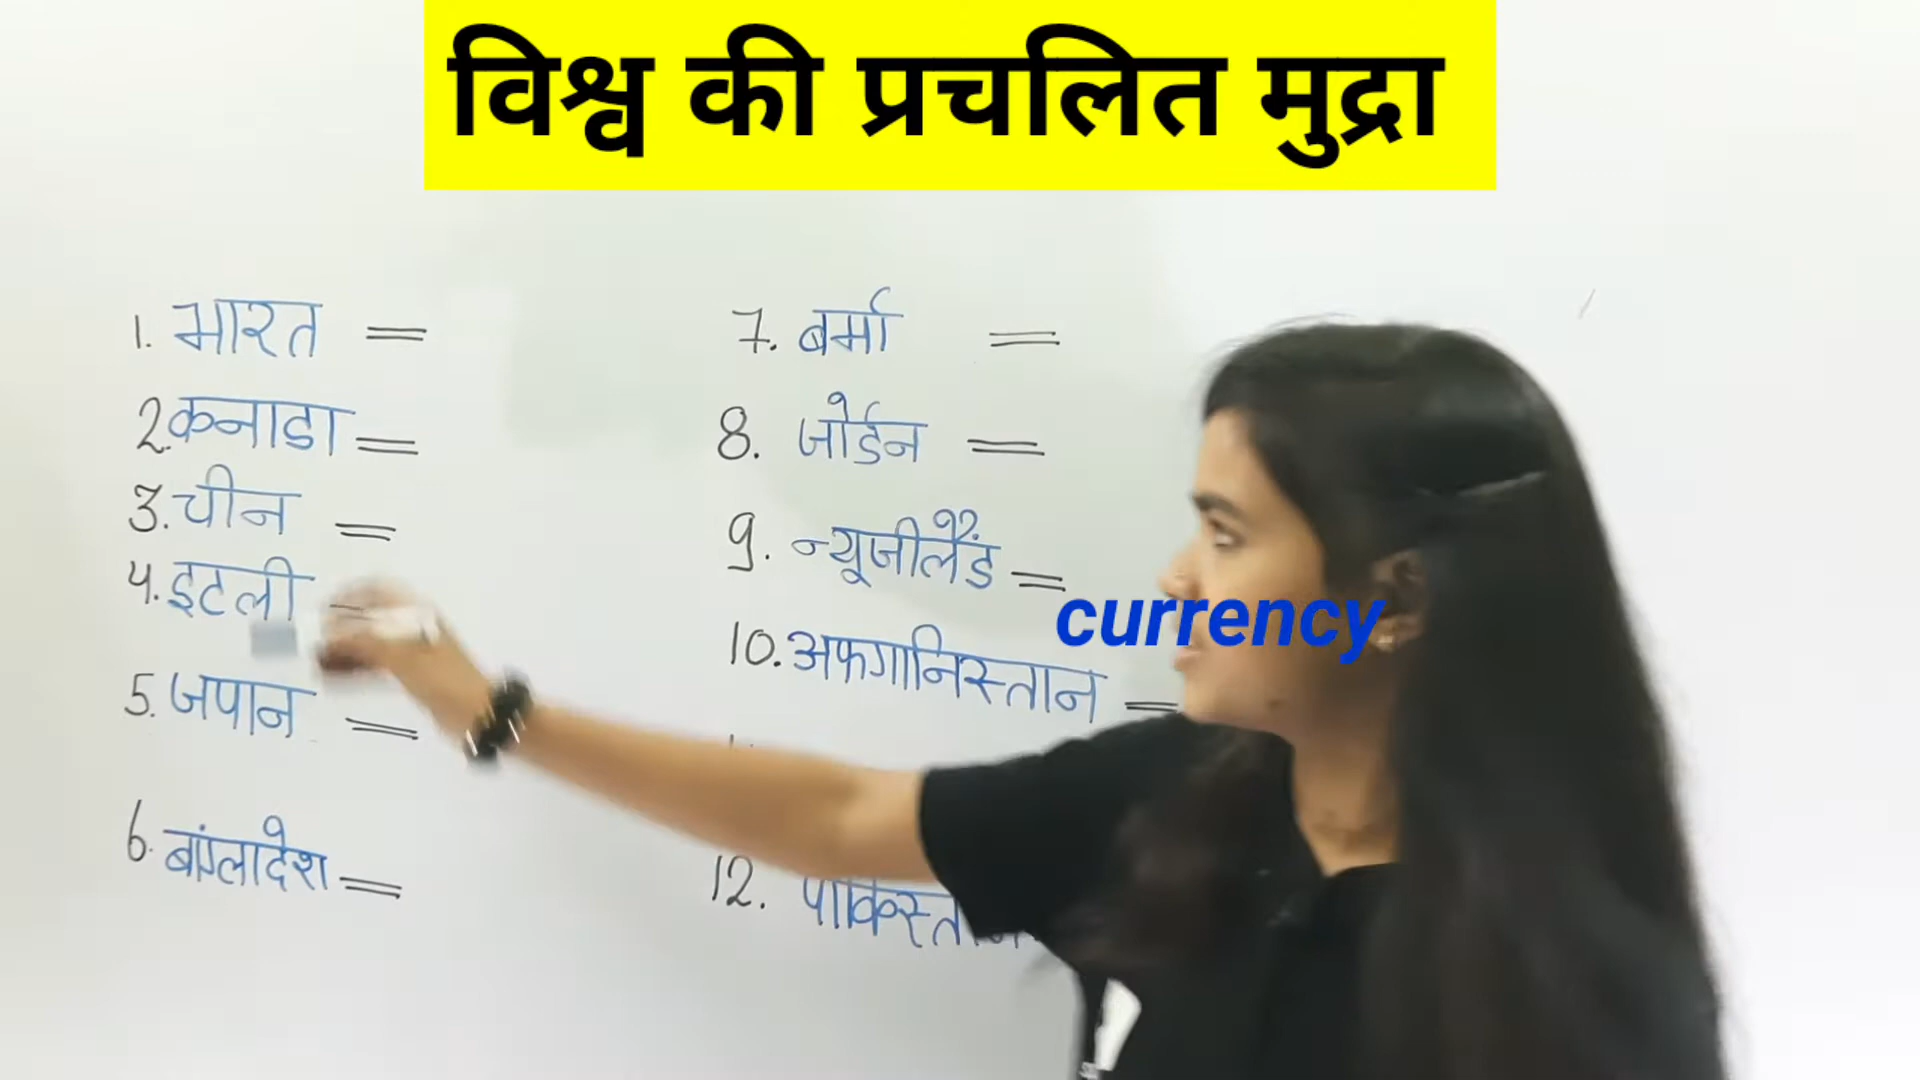 विश्व की प्रचलित मुद्रा
1. भारत =
2. कनाडा =
3. चीन =
4. इटली =
5. जपान =
6. बांग्लादेश =
7. बर्मा =
8. जोर्डन =
9. न्यूजीलैंड =
currency
10. अफगानिस्तान =
12.